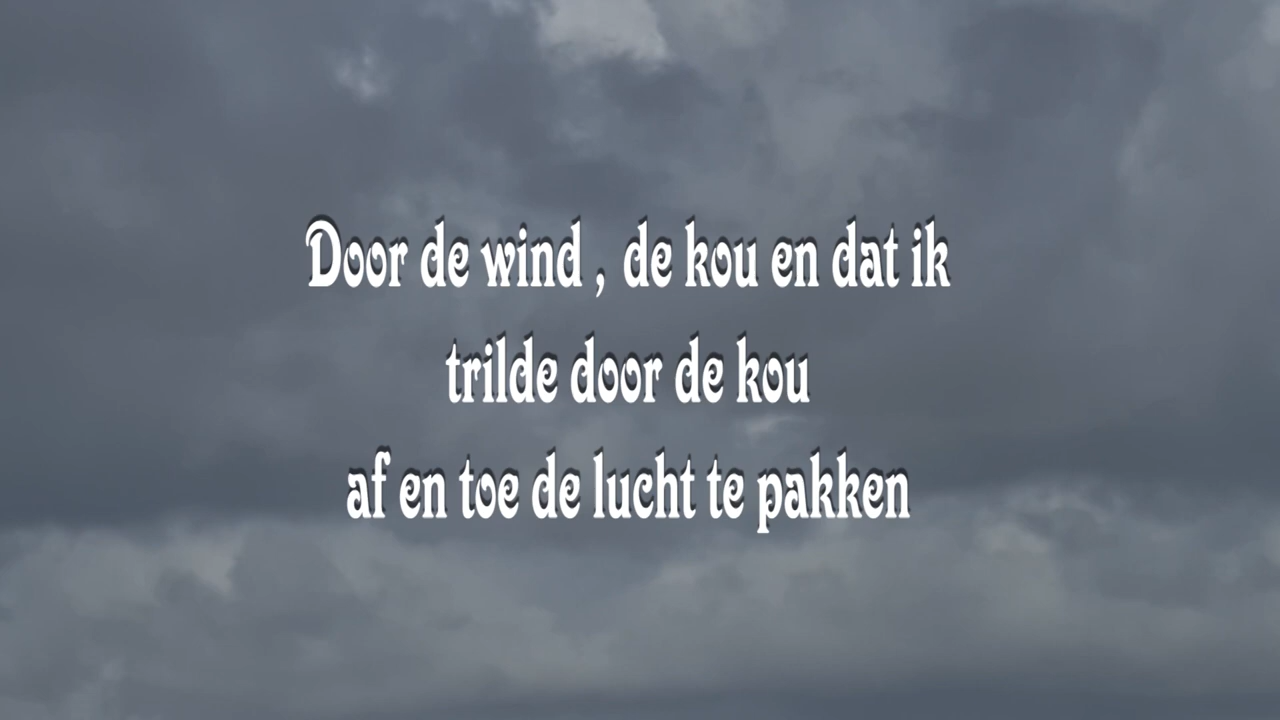 Door de wind , de kou en dat ik
trilde door de kou
af en toe de lucht te pakken